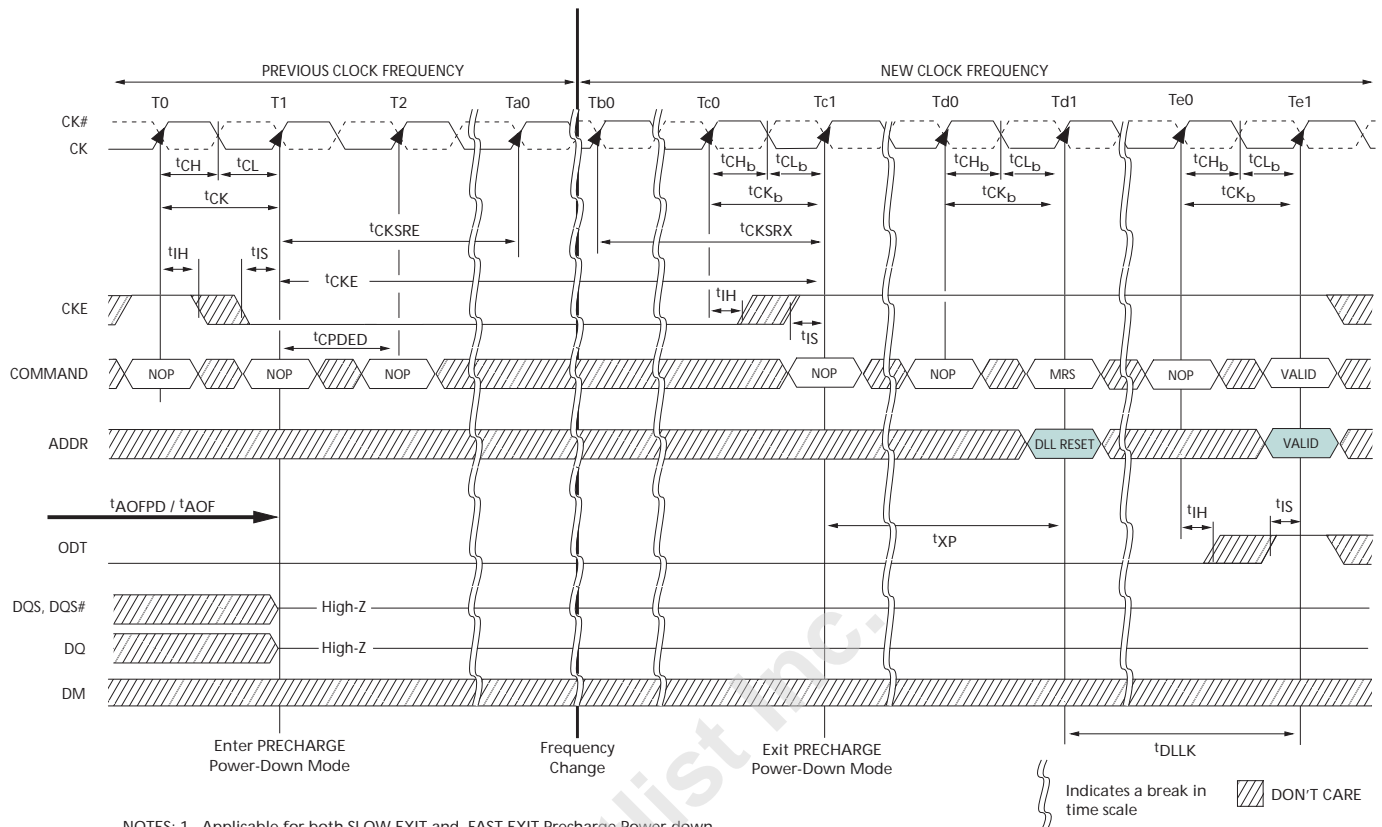 PREVIOUS CLOCK FREQUENCY NEW CLOCK FREQUENCY
T0 T1 T2 Ta0 Tb0 Tc0 Tc1 Td0 Td1 Te0 Te1
CK#
CK
tCH tCL tCHb tCLb tCHb tCLb tCHb tCLb
tCK tCKb tCKb tCKb
tCKSRE tCKSRX
tIH tIS
tCKE
tIH
CKE
tIS
tCPDED
COMMAND NOP NOP NOP NOP NOP MRS NOP VALID
ADDR DLL RESET VALID
tAOFPD / tAOF
tIH tIS
tXP
ODT
DQS, DQS# High-Z
DQ High-Z
DM
Enter PRECHARGE
Power-Down Mode
Frequency
Change
Exit PRECHARGE
Power-Down Mode
tDLLK
Indicates a break in
time scale
DON'T CARE
NOTES: 1. Applicable for both SLOW EXIT and FAST EXIT Precharge Power-down
list Inc.